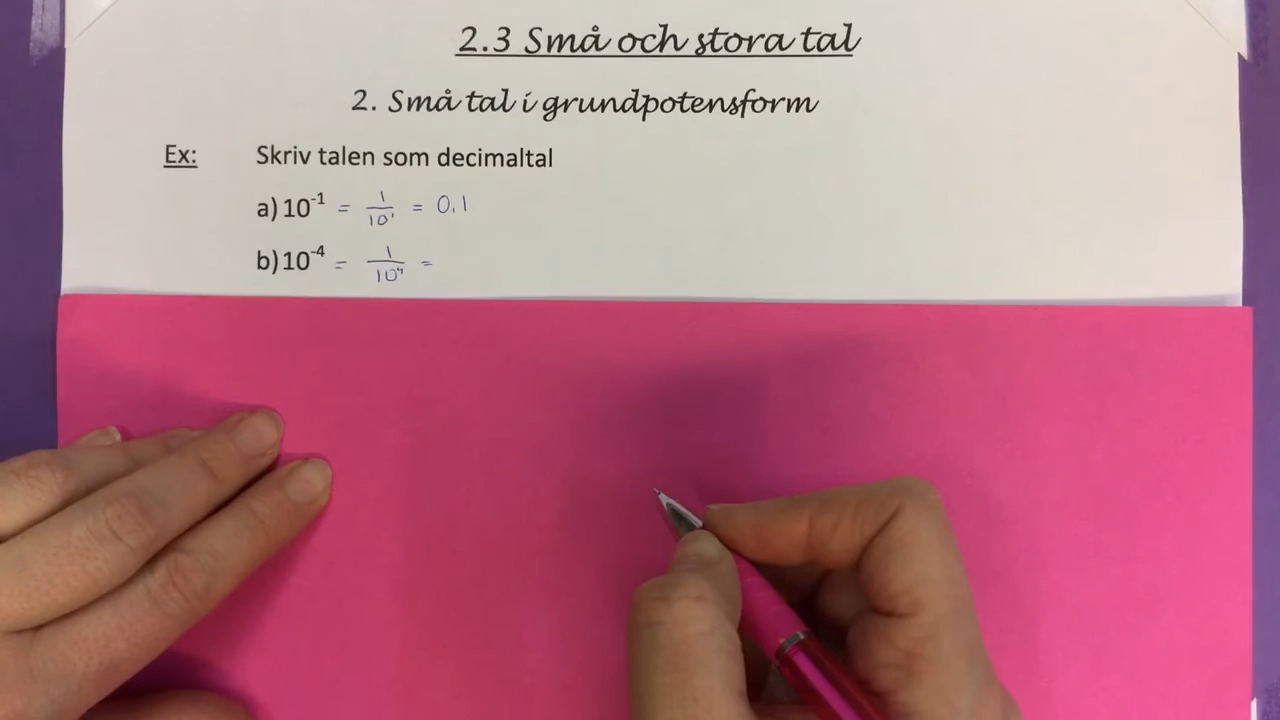 2.3 Små och stora tal
2. Små tal i grundpotensform
Ex: Skriv talen som decimaltal
a) 10⁻¹ = 1/10¹ = 0,1
b) 10⁻⁴ = 1/10⁴ =